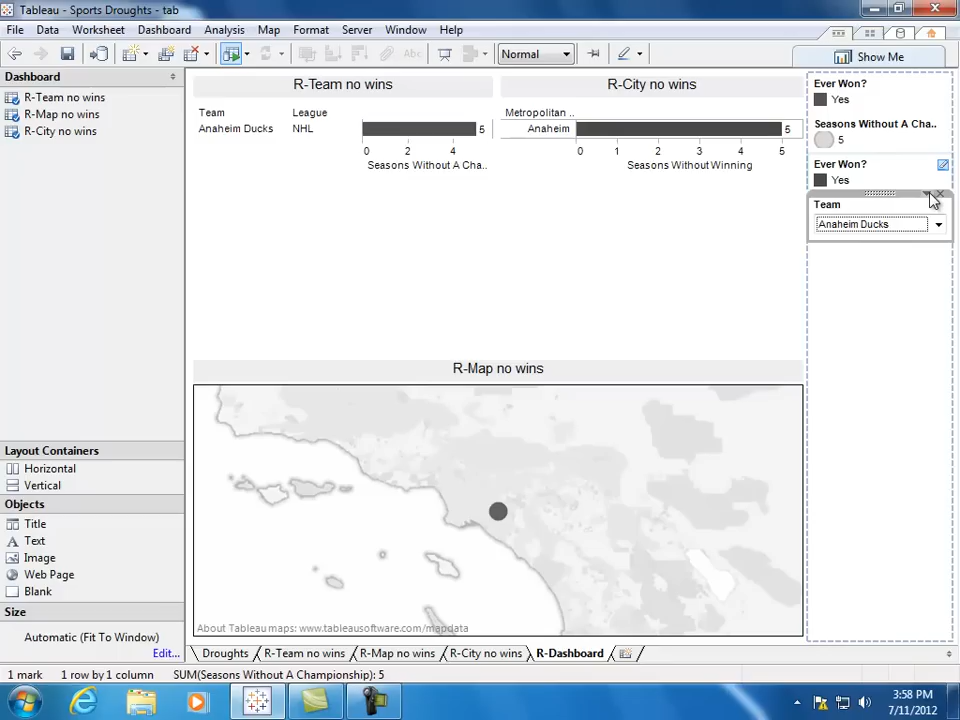 Tableau - Sports Droughts - tab
File Data Worksheet Dashboard Analysis Map Format Server Window Help
Abc Normal
Show Me
Dashboard
R-Team no wins
R-Map no wins
R-City no wins
Layout Containers
Horizontal
Vertical
Objects
Title
Text
Image
Web Page
Blank
Size
Automatic (Fit To Window)
Edit...
R-Team no wins
Team League
Anaheim Ducks NHL 5
0 2 4
Seasons Without A Cha..
R-City no wins
Metropolitan ..
Anaheim 5
0 1 2 3 4 5
Seasons Without Winning
R-Map no wins
About Tableau maps: www.tableausoftware.com/mapdata
Ever Won?
Yes
Seasons Without A Cha..
5
Ever Won?
Yes
Team
Anaheim Ducks
Droughts R-Team no wins R-Map no wins R-City no wins R-Dashboard
1 mark 1 row by 1 column SUM(Seasons Without A Championship): 5
3:58 PM
7/11/2012